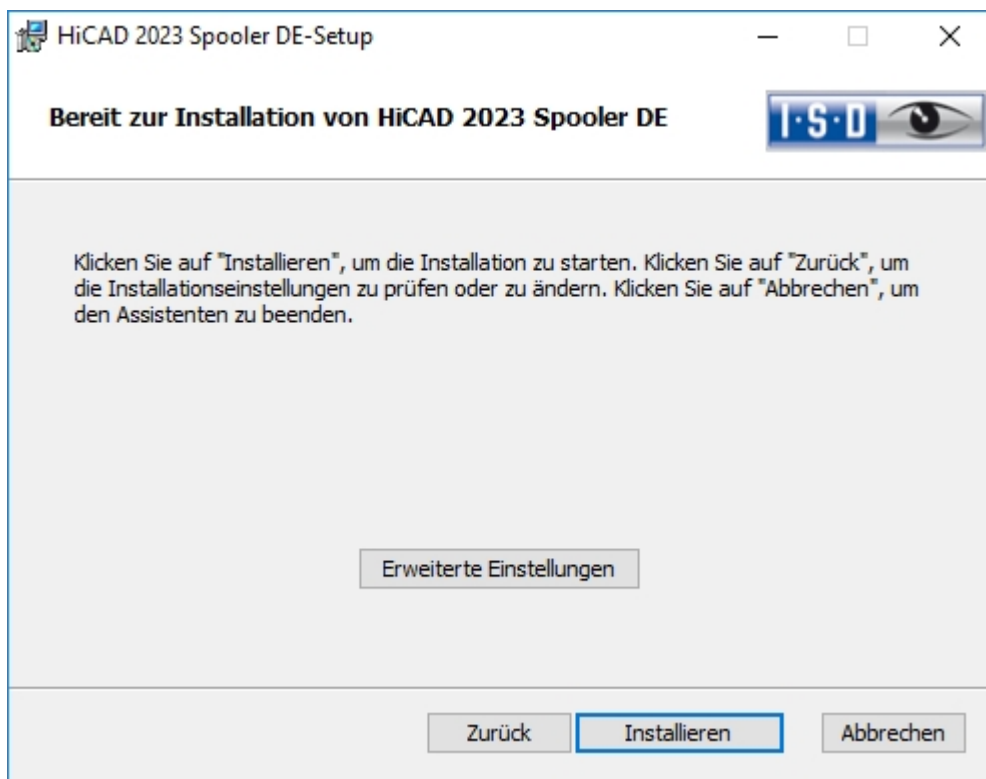 HiCAD 2023 Spooler DE-Setup
Bereit zur Installation von HiCAD 2023 Spooler DE
I·S·D
Klicken Sie auf "Installieren", um die Installation zu starten. Klicken Sie auf "Zurück", um
die Installationseinstellungen zu prüfen oder zu ändern. Klicken Sie auf "Abbrechen", um
den Assistenten zu beenden.
Erweiterte Einstellungen
Zurück
Installieren
Abbrechen